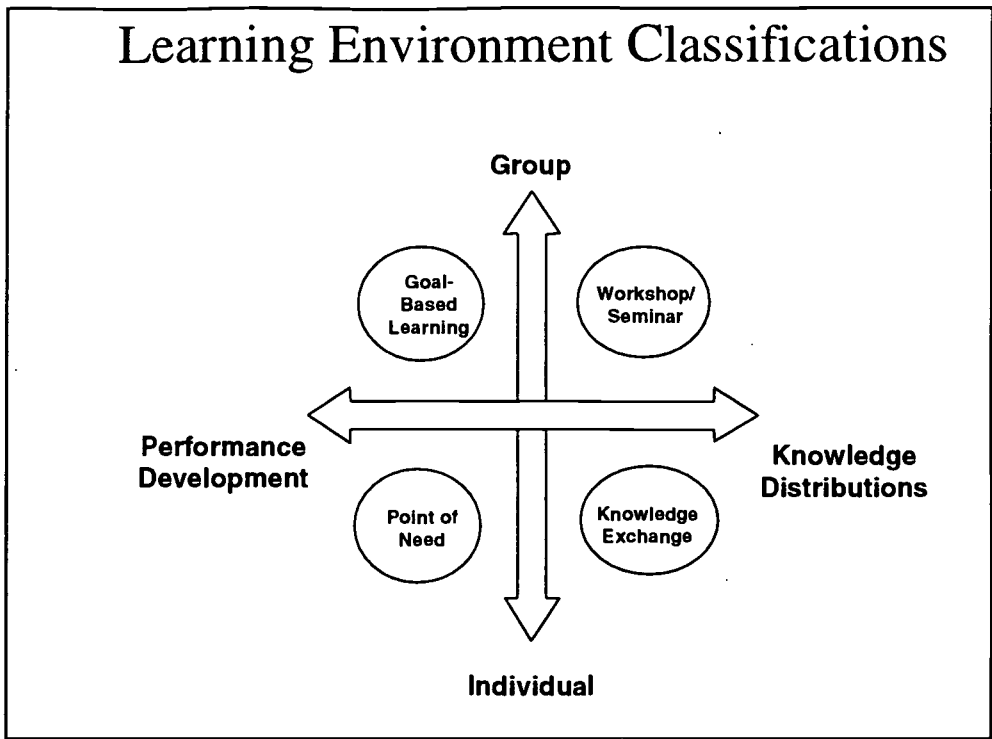 Learning Environment Classifications
Group
Goal-
Based
Learning
Workshop/
Seminar
Performance
Development
Knowledge
Distributions
Point of
Need
Knowledge
Exchange
Individual